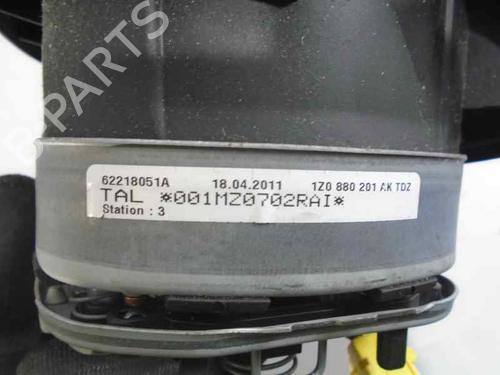 B-PARTS
62218051A 18.04.2011 1Z0 880 201 AK TDZ
TAL *001MZ0702RAI*
Station : 3